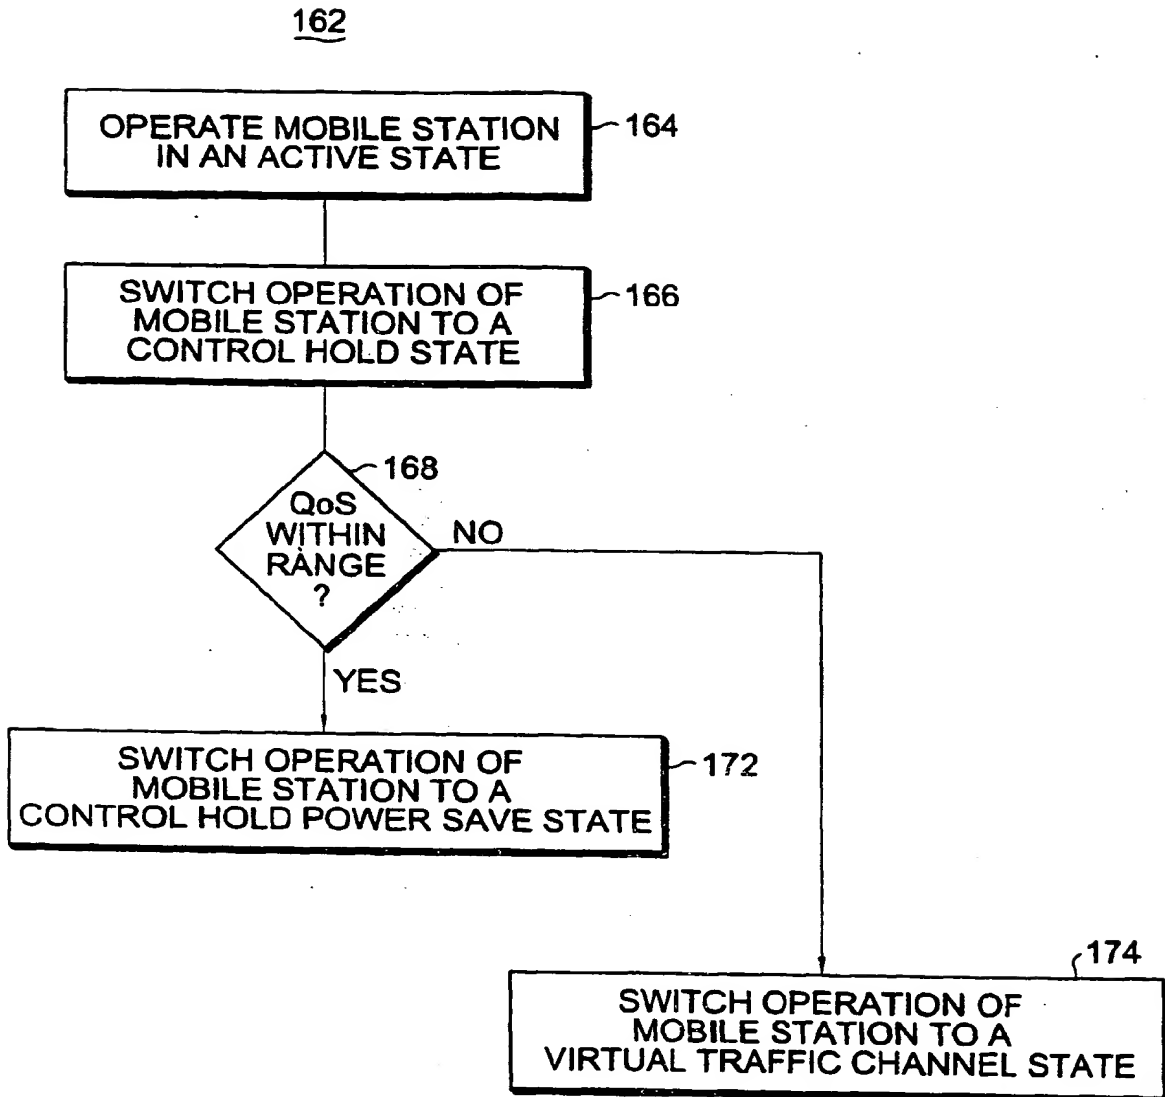 162
OPERATE MOBILE STATION
IN AN ACTIVE STATE
164
SWITCH OPERATION OF
MOBILE STATION TO A
CONTROL HOLD STATE
166
168
QoS
WITHIN
RANGE
?
NO
YES
SWITCH OPERATION OF
MOBILE STATION TO A
CONTROL HOLD POWER SAVE STATE
172
174
SWITCH OPERATION OF
MOBILE STATION TO A
VIRTUAL TRAFFIC CHANNEL STATE